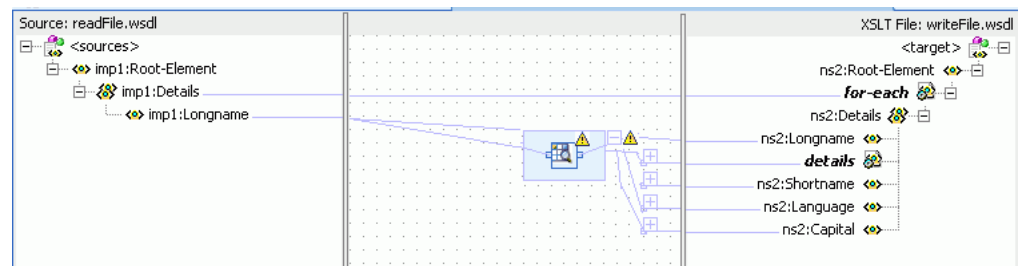 Source: readFile.wsdl
XSLT File: writeFile.wsdl
<sources>
<target>
imp1:Root-Element
ns2:Root-Element
imp1:Details
for-each
imp1:Longname
ns2:Details
ns2:Longname
details
ns2:Shortname
ns2:Language
ns2:Capital